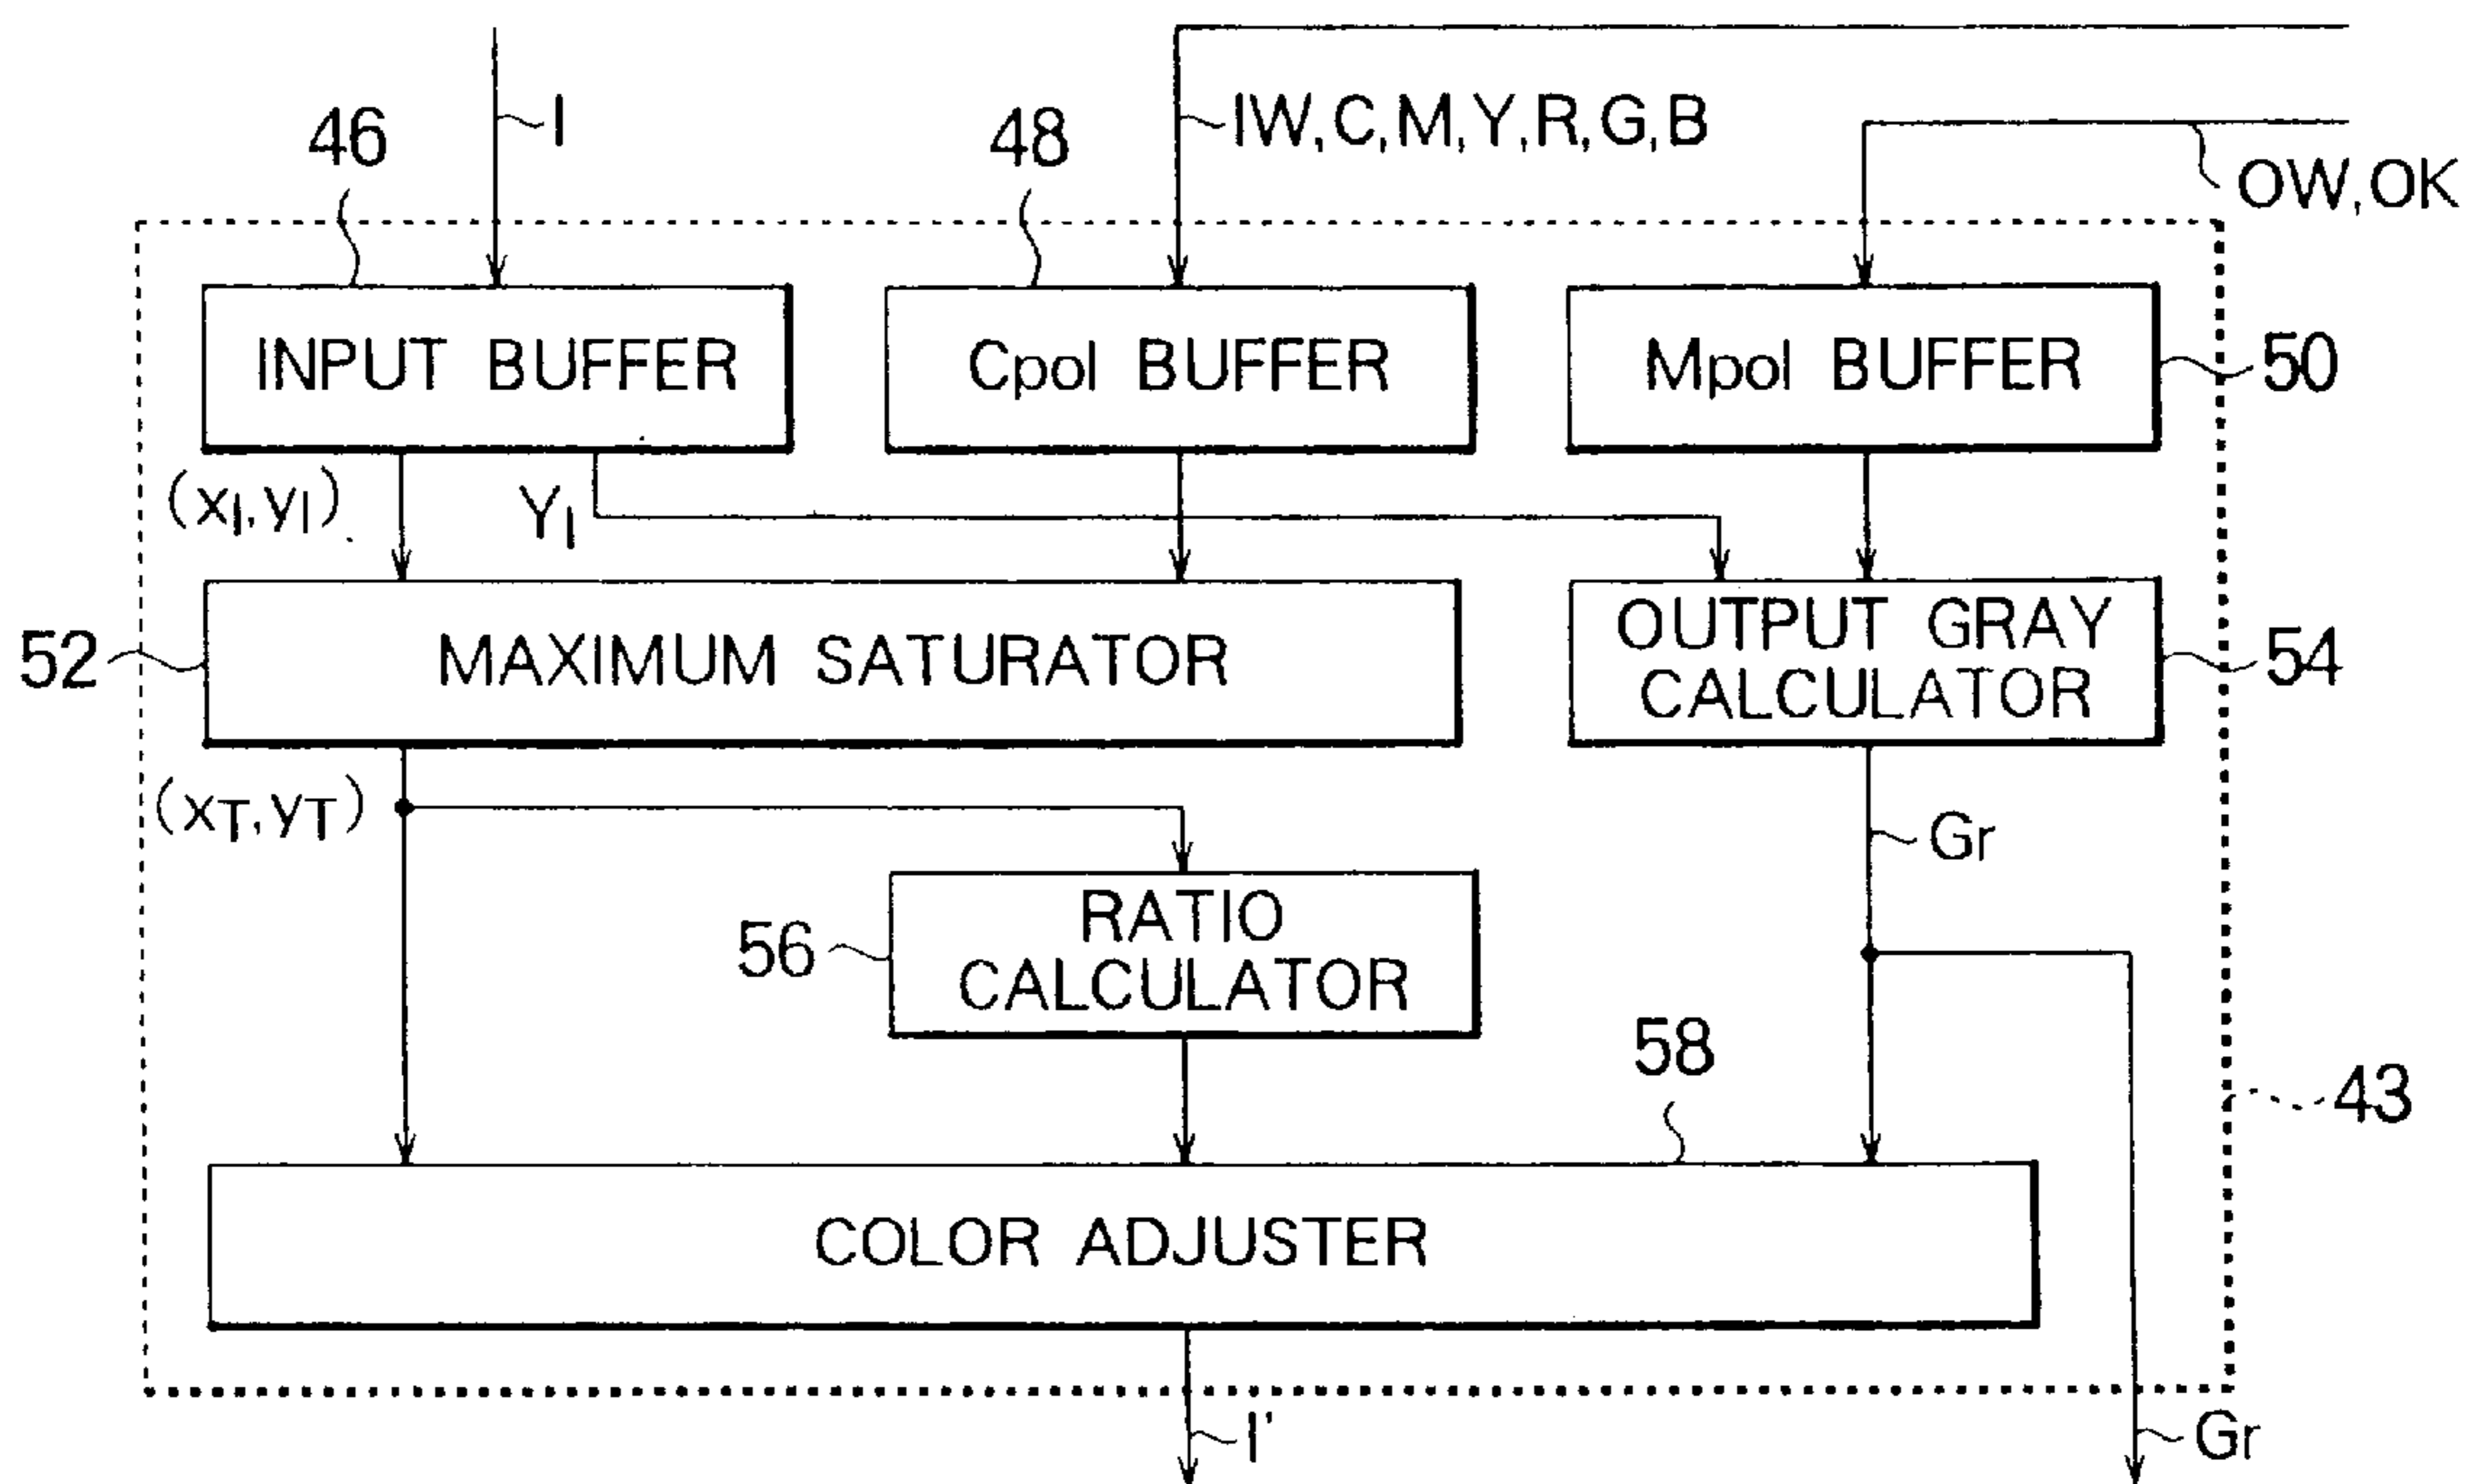 I
46
48
IW,C,M,Y,R,G,B
OW,OK
INPUT BUFFER
Cpol BUFFER
Mpol BUFFER
50
(xI,yI)
YI
52
MAXIMUM SATURATOR
OUTPUT GRAY
CALCULATOR
54
(xT,yT)
Gr
56
RATIO
CALCULATOR
58
43
COLOR ADJUSTER
I'
Gr